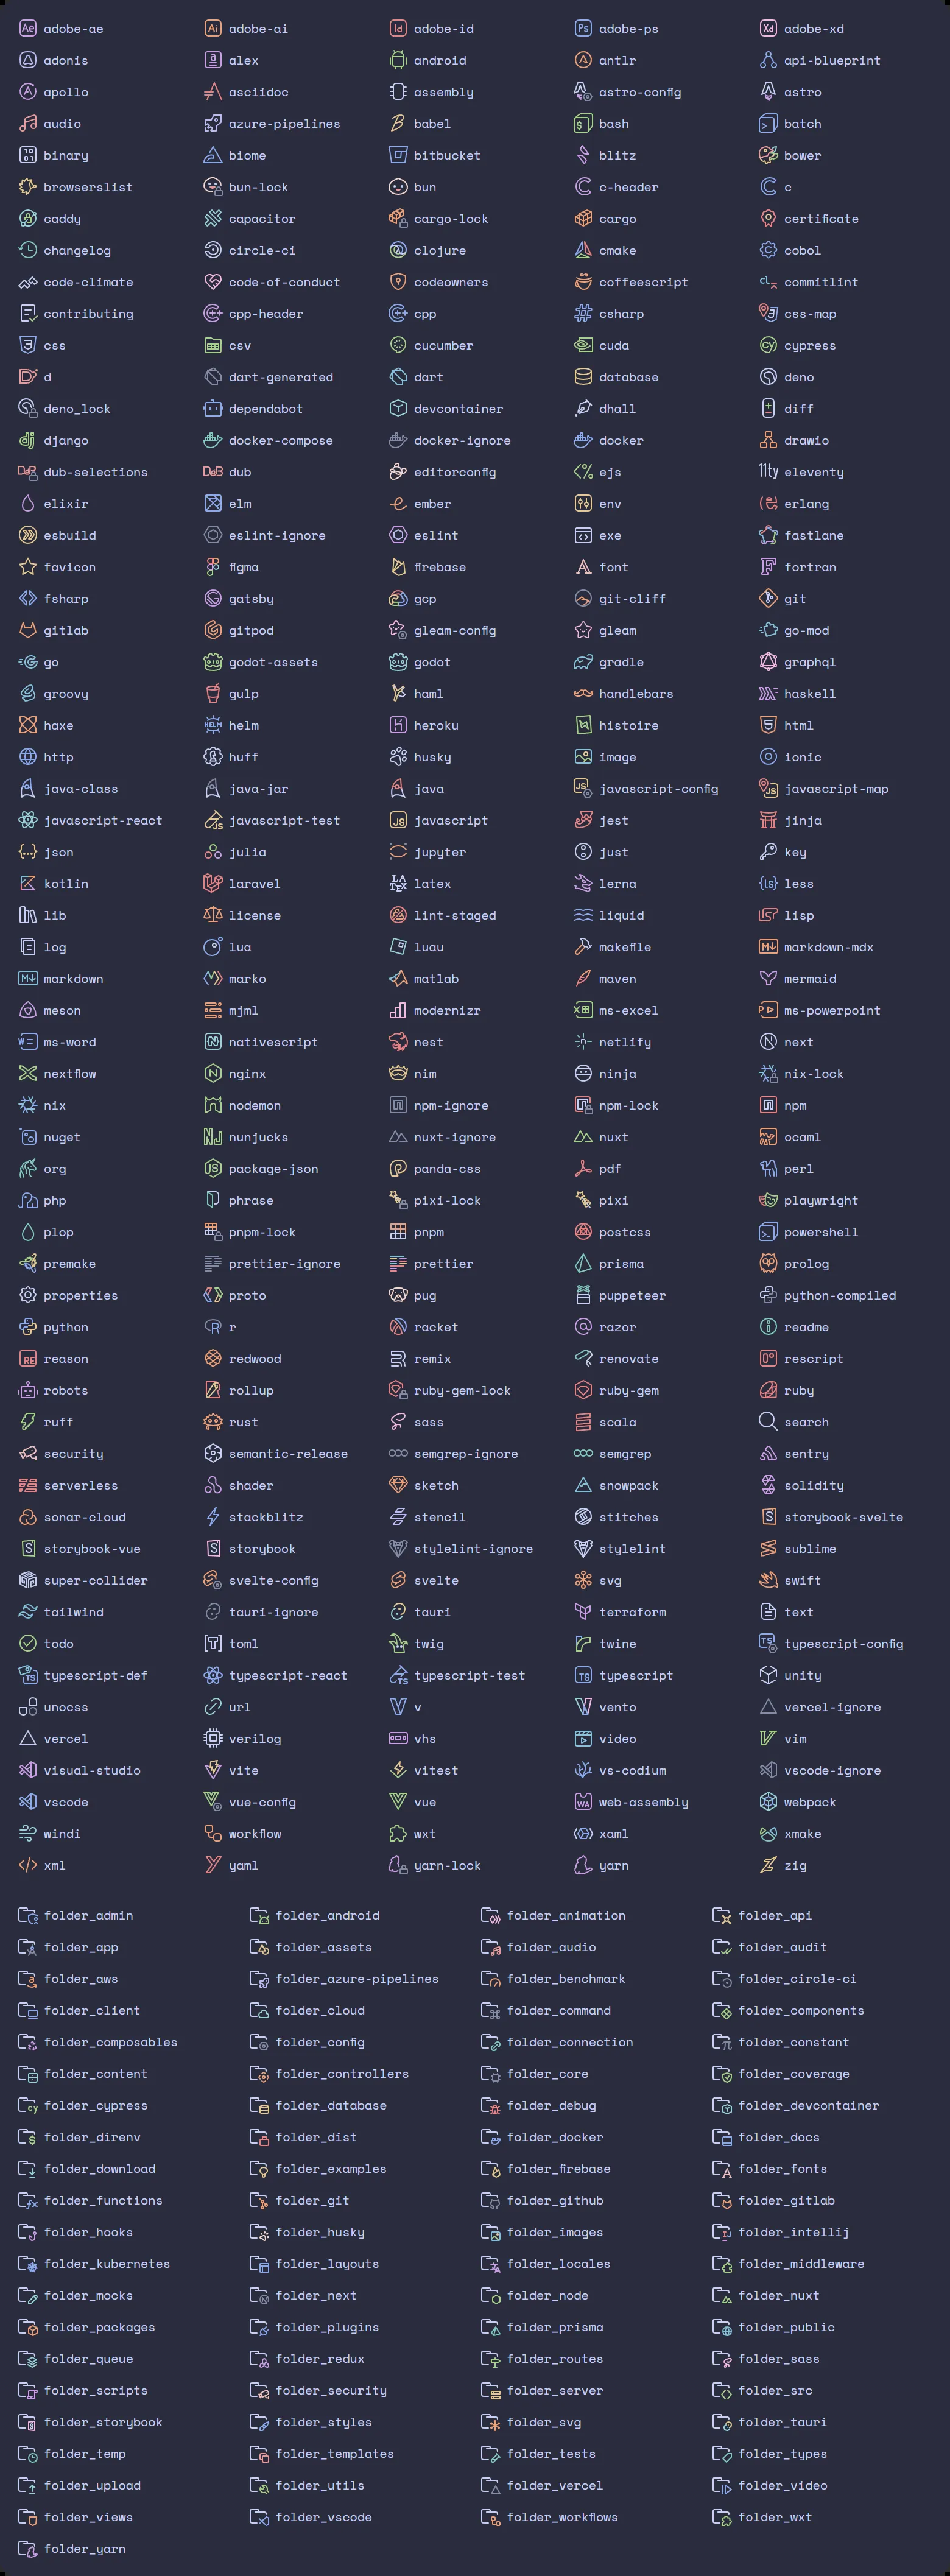 adobe-ae adobe-ai adobe-id adobe-ps adobe-xd
adonis alex android antlr api-blueprint
apollo asciidoc assembly astro-config astro
audio azure-pipelines babel bash batch
binary biome bitbucket blitz bower
browserslist bun-lock bun c-header c
caddy capacitor cargo-lock cargo certificate
changelog circle-ci clojure cmake cobol
code-climate code-of-conduct codeowners coffeescript commitlint
contributing cpp-header cpp csharp css-map
css csv cucumber cuda cypress
d dart-generated dart database deno
deno_lock dependabot devcontainer dhall diff
django docker-compose docker-ignore docker drawio
dub-selections dub editorconfig ejs eleventy
elixir elm ember env erlang
esbuild eslint-ignore eslint exe fastlane
favicon figma firebase font fortran
fsharp gatsby gcp git-cliff git
gitlab gitpod gleam-config gleam go-mod
go godot-assets godot gradle graphql
groovy gulp haml handlebars haskell
haxe helm heroku histoire html
http huff husky image ionic
java-class java-jar java javascript-config javascript-map
javascript-react javascript-test javascript jest jinja
json julia jupyter just key
kotlin laravel latex lerna less
lib license lint-staged liquid lisp
log lua luau makefile markdown-mdx
markdown marko matlab maven mermaid
meson mjml modernizr ms-excel ms-powerpoint
ms-word nativescript nest netlify next
nextflow nginx nim ninja nix-lock
nix nodemon npm-ignore npm-lock npm
nuget nunjucks nuxt-ignore nuxt ocaml
org package-json panda-css pdf perl
php phrase pixi-lock pixi playwright
plop pnpm-lock pnpm postcss powershell
premake prettier-ignore prettier prisma prolog
properties proto pug puppeteer python-compiled
python r racket razor readme
reason redwood remix renovate rescript
robots rollup ruby-gem-lock ruby-gem ruby
ruff rust sass scala search
security semantic-release semgrep-ignore semgrep sentry
serverless shader sketch snowpack solidity
sonar-cloud stackblitz stencil stitches storybook-svelte
storybook-vue storybook stylelint-ignore stylelint sublime
super-collider svelte-config svelte svg swift
tailwind tauri-ignore tauri terraform text
todo toml twig twine typescript-config
typescript-def typescript-react typescript-test typescript unity
unocss url v vento vercel-ignore
vercel verilog vhs video vim
visual-studio vite vitest vs-codium vscode-ignore
vscode vue-config vue web-assembly webpack
windi workflow wxt xaml xmake
xml yaml yarn-lock yarn zig
folder_admin folder_android folder_animation folder_api
folder_app folder_assets folder_audio folder_audit
folder_aws folder_azure-pipelines folder_benchmark folder_circle-ci
folder_client folder_cloud folder_command folder_components
folder_composables folder_config folder_connection folder_constant
folder_content folder_controllers folder_core folder_coverage
folder_cypress folder_database folder_debug folder_devcontainer
folder_direnv folder_dist folder_docker folder_docs
folder_download folder_examples folder_firebase folder_fonts
folder_functions folder_git folder_github folder_gitlab
folder_hooks folder_husky folder_images folder_intellij
folder_kubernetes folder_layouts folder_locales folder_middleware
folder_mocks folder_next folder_node folder_nuxt
folder_packages folder_plugins folder_prisma folder_public
folder_queue folder_redux folder_routes folder_sass
folder_scripts folder_security folder_server folder_src
folder_storybook folder_styles folder_svg folder_tauri
folder_temp folder_templates folder_tests folder_types
folder_upload folder_utils folder_vercel folder_video
folder_views folder_vscode folder_workflows folder_wxt
folder_yarn